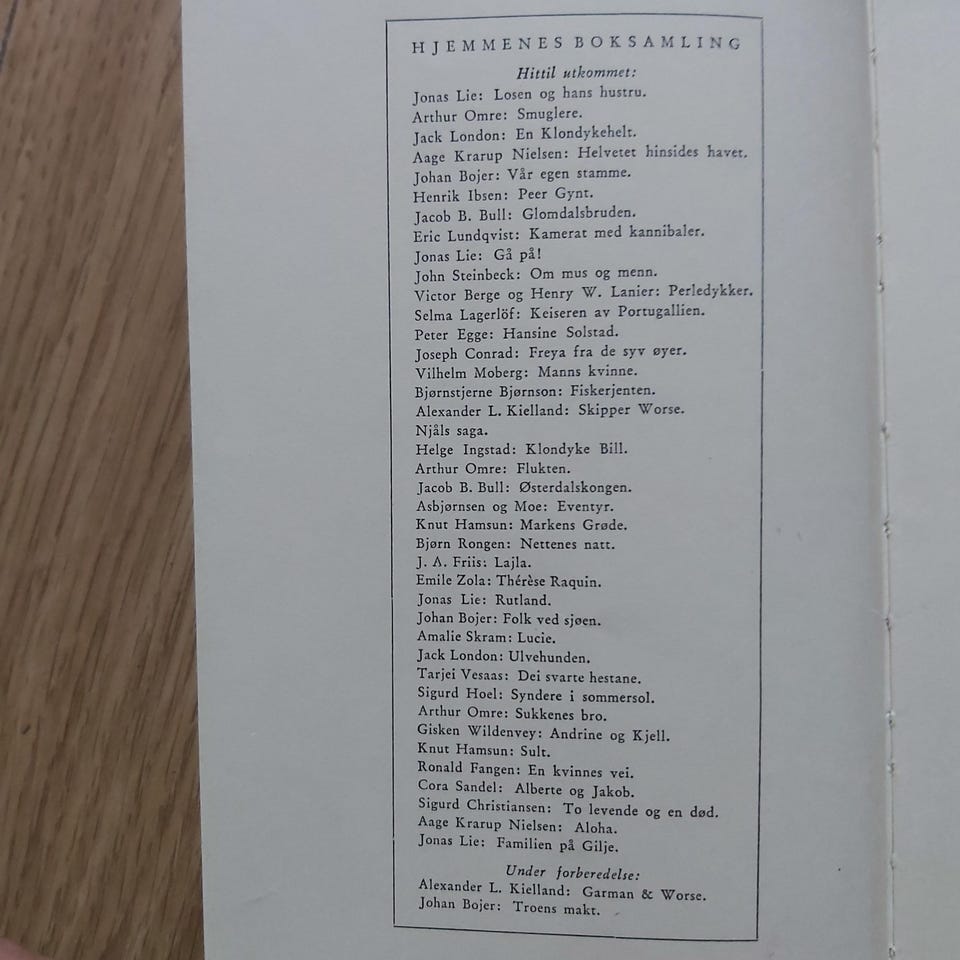 HJEMMENES BOKSAMLING
Hittil utkommet:
Jonas Lie: Losen og hans hustru.
Arthur Omre: Smuglere.
Jack London: En Klondykehelt.
Aage Krarup Nielsen: Helvetet hinsides havet.
Johan Bojer: Vår egen stamme.
Henrik Ibsen: Peer Gynt.
Jacob B. Bull: Glomdalsbruden.
Eric Lundqvist: Kamerat med kannibaler.
Jonas Lie: Gå på!
John Steinbeck: Om mus og menn.
Victor Berge og Henry W. Lanier: Perledykker.
Selma Lagerlöf: Keiseren av Portugallien.
Peter Egge: Hansine Solstad.
Joseph Conrad: Freya fra de syv øyer.
Vilhelm Moberg: Manns kvinne.
Bjørnstjerne Bjørnson: Fiskerjenten.
Alexander L. Kielland: Skipper Worse.
Njåls saga.
Helge Ingstad: Klondyke Bill.
Arthur Omre: Flukten.
Jacob B. Bull: Østerdalskongen.
Asbjørnsen og Moe: Eventyr.
Knut Hamsun: Markens Grøde.
Bjørn Rongen: Nettenes natt.
J. A. Friis: Lajla.
Emile Zola: Thérèse Raquin.
Jonas Lie: Rutland.
Johan Bojer: Folk ved sjøen.
Amalie Skram: Lucie.
Jack London: Ulvehunden.
Tarjei Vesaas: Dei svarte hestane.
Sigurd Hoel: Syndere i sommersol.
Arthur Omre: Sukkenes bro.
Gisken Wildenvey: Andrine og Kjell.
Knut Hamsun: Sult.
Ronald Fangen: En kvinnes vei.
Cora Sandel: Alberte og Jakob.
Sigurd Christiansen: To levende og en død.
Aage Krarup Nielsen: Aloha.
Jonas Lie: Familien på Gilje.
Under forberedelse:
Alexander L. Kielland: Garman & Worse.
Johan Bojer: Troens makt.